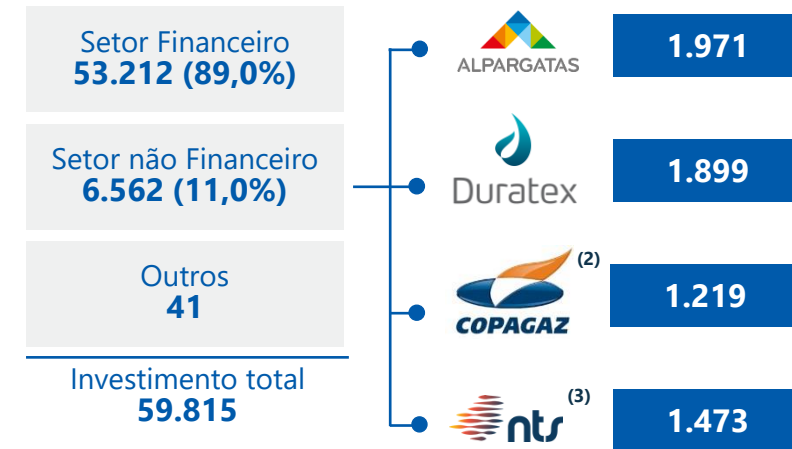 Setor Financeiro
53.212 (89,0%)
Setor não Financeiro
6.562 (11,0%)
Outros
41
Investimento total
59.815
ALPARGATAS
1.971
Duratex
1.899
COPAGAZ (2)
1.219
nts (3)
1.473